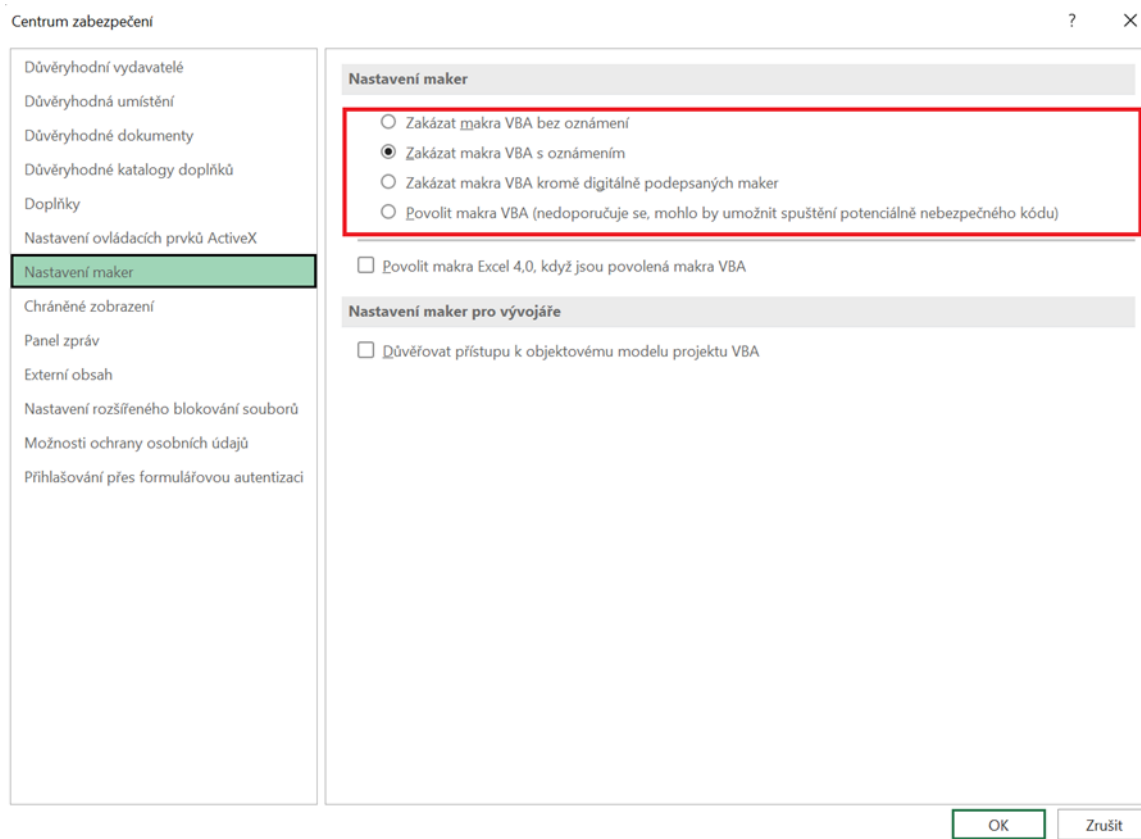 Centrum zabezpečení
?
Důvěryhodní vydavatelé
Důvěryhodná umístění
Důvěryhodné dokumenty
Důvěryhodné katalogy doplňků
Doplňky
Nastavení ovládacích prvků ActiveX
Nastavení maker
Chráněné zobrazení
Panel zpráv
Externí obsah
Nastavení rozšířeného blokování souborů
Možnosti ochrany osobních údajů
Přihlašování přes formulářovou autentizaci
Nastavení maker
Zakázat makra VBA bez oznámení
Zakázat makra VBA s oznámením
Zakázat makra VBA kromě digitálně podepsaných maker
Povolit makra VBA (nedoporučuje se, mohlo by umožnit spuštění potenciálně nebezpečného kódu)
Povolit makra Excel 4,0, když jsou povolená makra VBA
Nastavení maker pro vývojáře
Důvěřovat přístupu k objektovému modelu projektu VBA
OK
Zrušit